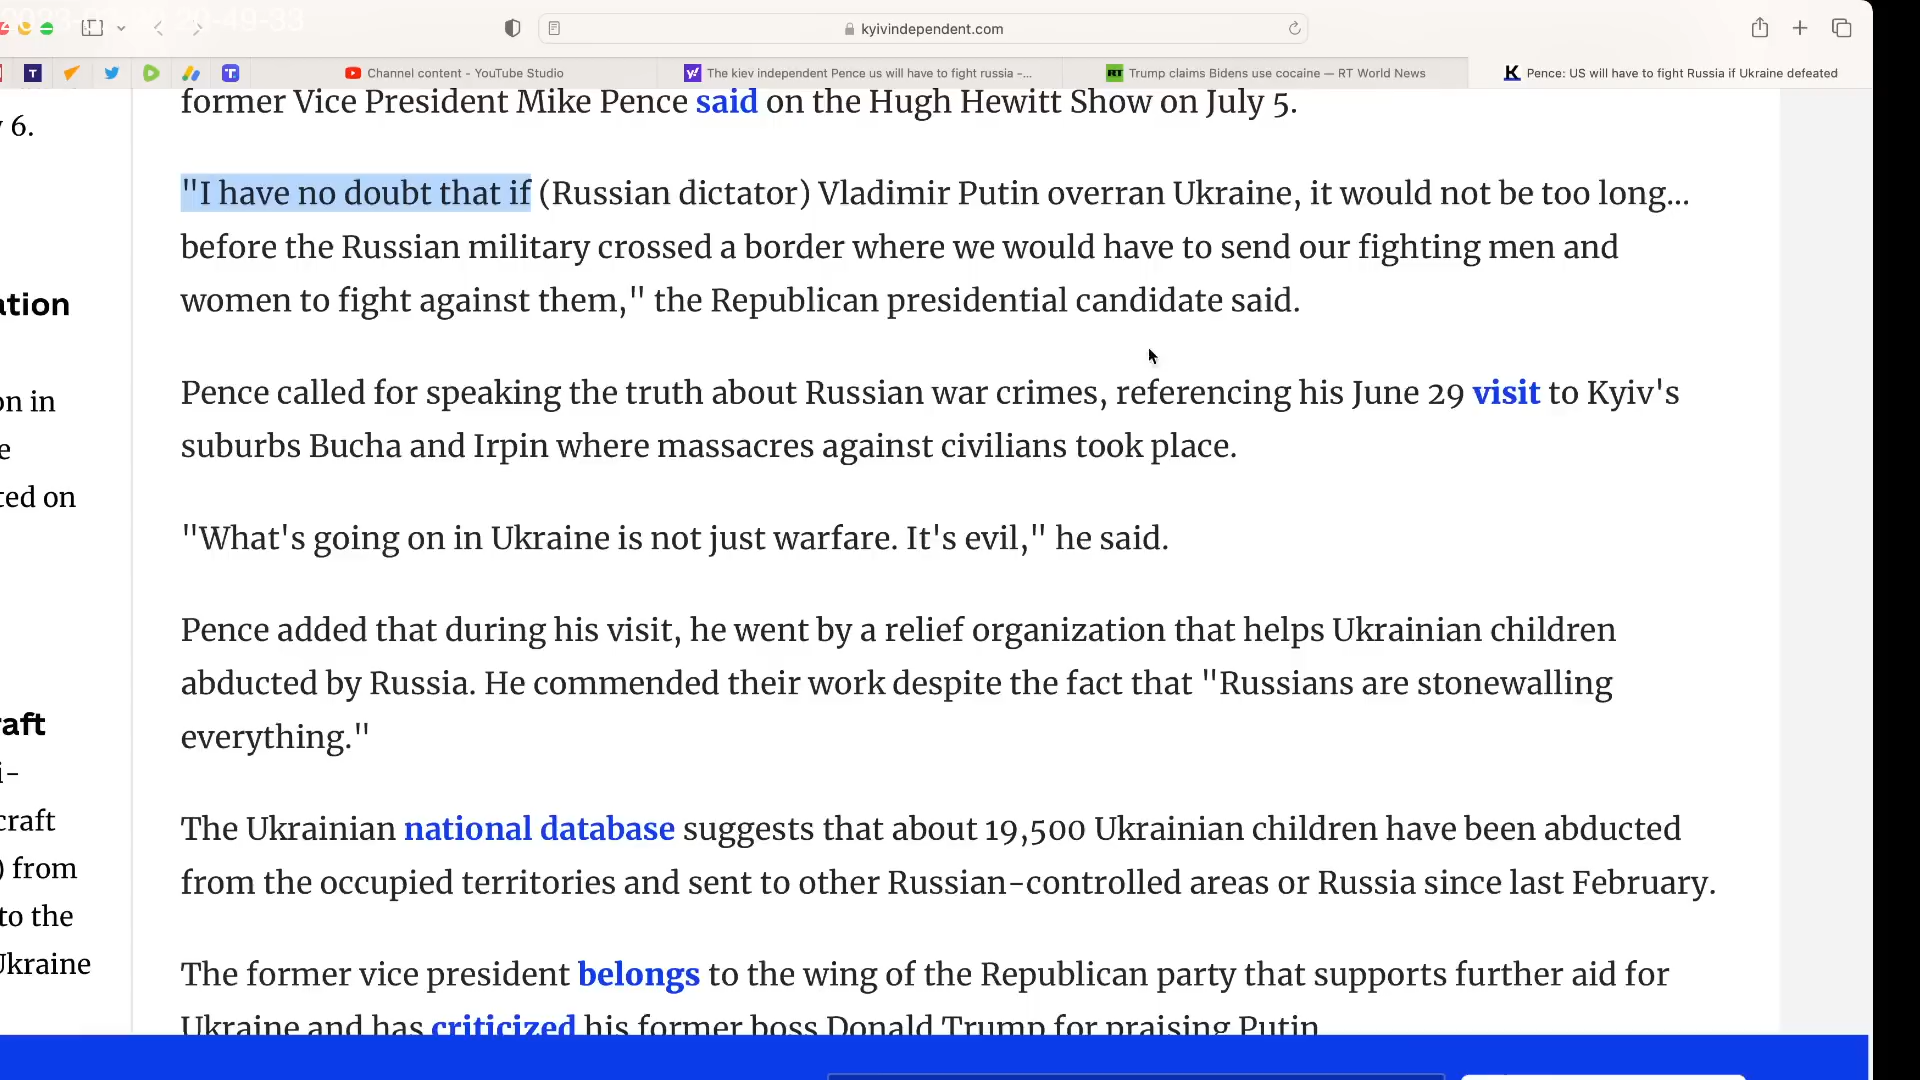 20-49-33
kyivindependent.com
Channel content - YouTube Studio
The kiev independent Pence us will have to fight russia -...
Trump claims Bidens use cocaine — RT World News
Pence: US will have to fight Russia if Ukraine defeated
former Vice President Mike Pence said on the Hugh Hewitt Show on July 5.
6.
"I have no doubt that if (Russian dictator) Vladimir Putin overran Ukraine, it would not be too long...
before the Russian military crossed a border where we would have to send our fighting men and
women to fight against them," the Republican presidential candidate said.
ation
Pence called for speaking the truth about Russian war crimes, referencing his June 29 visit to Kyiv's
on in
suburbs Bucha and Irpin where massacres against civilians took place.
e
ted on
"What's going on in Ukraine is not just warfare. It's evil," he said.
Pence added that during his visit, he went by a relief organization that helps Ukrainian children
abducted by Russia. He commended their work despite the fact that "Russians are stonewalling
raft
everything."
i-
craft
The Ukrainian national database suggests that about 19,500 Ukrainian children have been abducted
) from
from the occupied territories and sent to other Russian-controlled areas or Russia since last February.
to the
Ukraine
The former vice president belongs to the wing of the Republican party that supports further aid for
Ukraine and has criticized his former boss Donald Trump for praising Putin